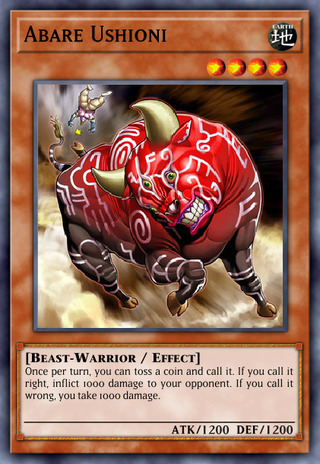 Abare Ushioni
EARTH
地
[Beast-Warrior / Effect]
Once per turn, you can toss a coin and call it. If you call it
right, inflict 1000 damage to your opponent. If you call it
wrong, you take 1000 damage.
ATK/1200 DEF/1200